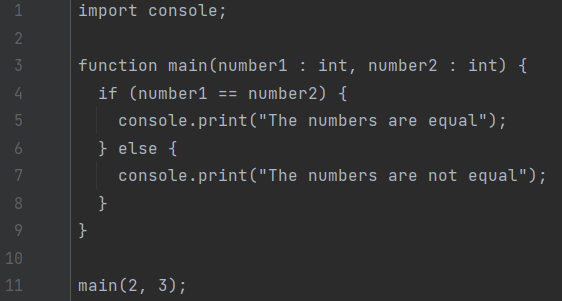 1 import console;
2
3 function main(number1 : int, number2 : int) {
4   if (number1 == number2) {
5     console.print("The numbers are equal");
6   } else {
7     console.print("The numbers are not equal");
8   }
9 }
10
11 main(2, 3);